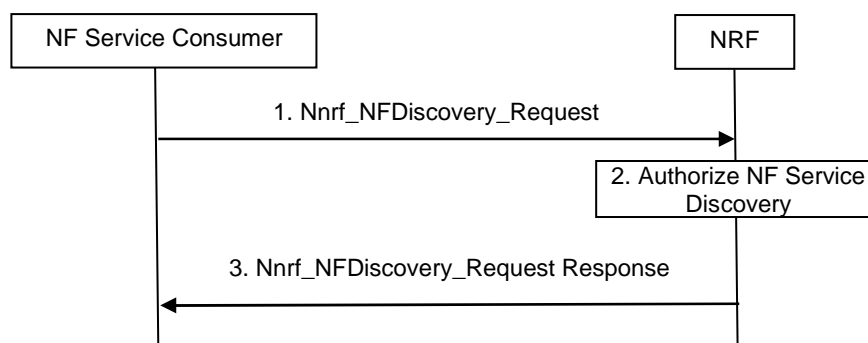 NF Service Consumer
NRF
1. Nnrf_NFDiscovery_Request
2. Authorize NF Service
Discovery
3. Nnrf_NFDiscovery_Request Response